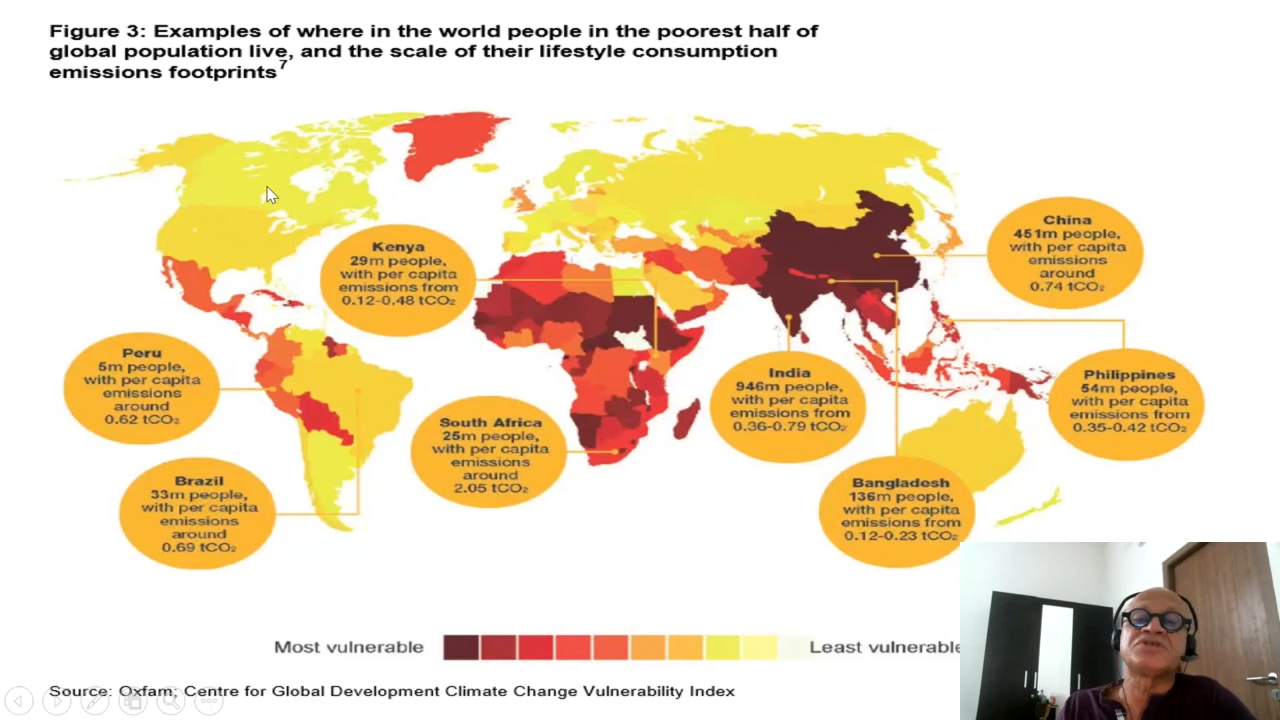 Figure 3: Examples of where in the world people in the poorest half of
global population live, and the scale of their lifestyle consumption
emissions footprints7
China
451m people,
with per capita
emissions
around
0.74 tCO₂
Kenya
29m people,
with per capita
emissions from
0.12-0.48 tCO₂
Peru
5m people,
with per capita
emissions
around
0.62 tCO₂
India
946m people,
with per capita
emissions from
0.36-0.79 tCO₂
Philippines
54m people,
with per capita
emissions from
0.35-0.42 tCO₂
South Africa
25m people,
with per capita
emissions
around
2.05 tCO₂
Brazil
33m people,
with per capita
emissions
around
0.69 tCO₂
Bangladesh
136m people,
with per capita
emissions from
0.12-0.23 tCO₂
Most vulnerable
Least vulnerable
Source: Oxfam; Centre for Global Development Climate Change Vulnerability Index